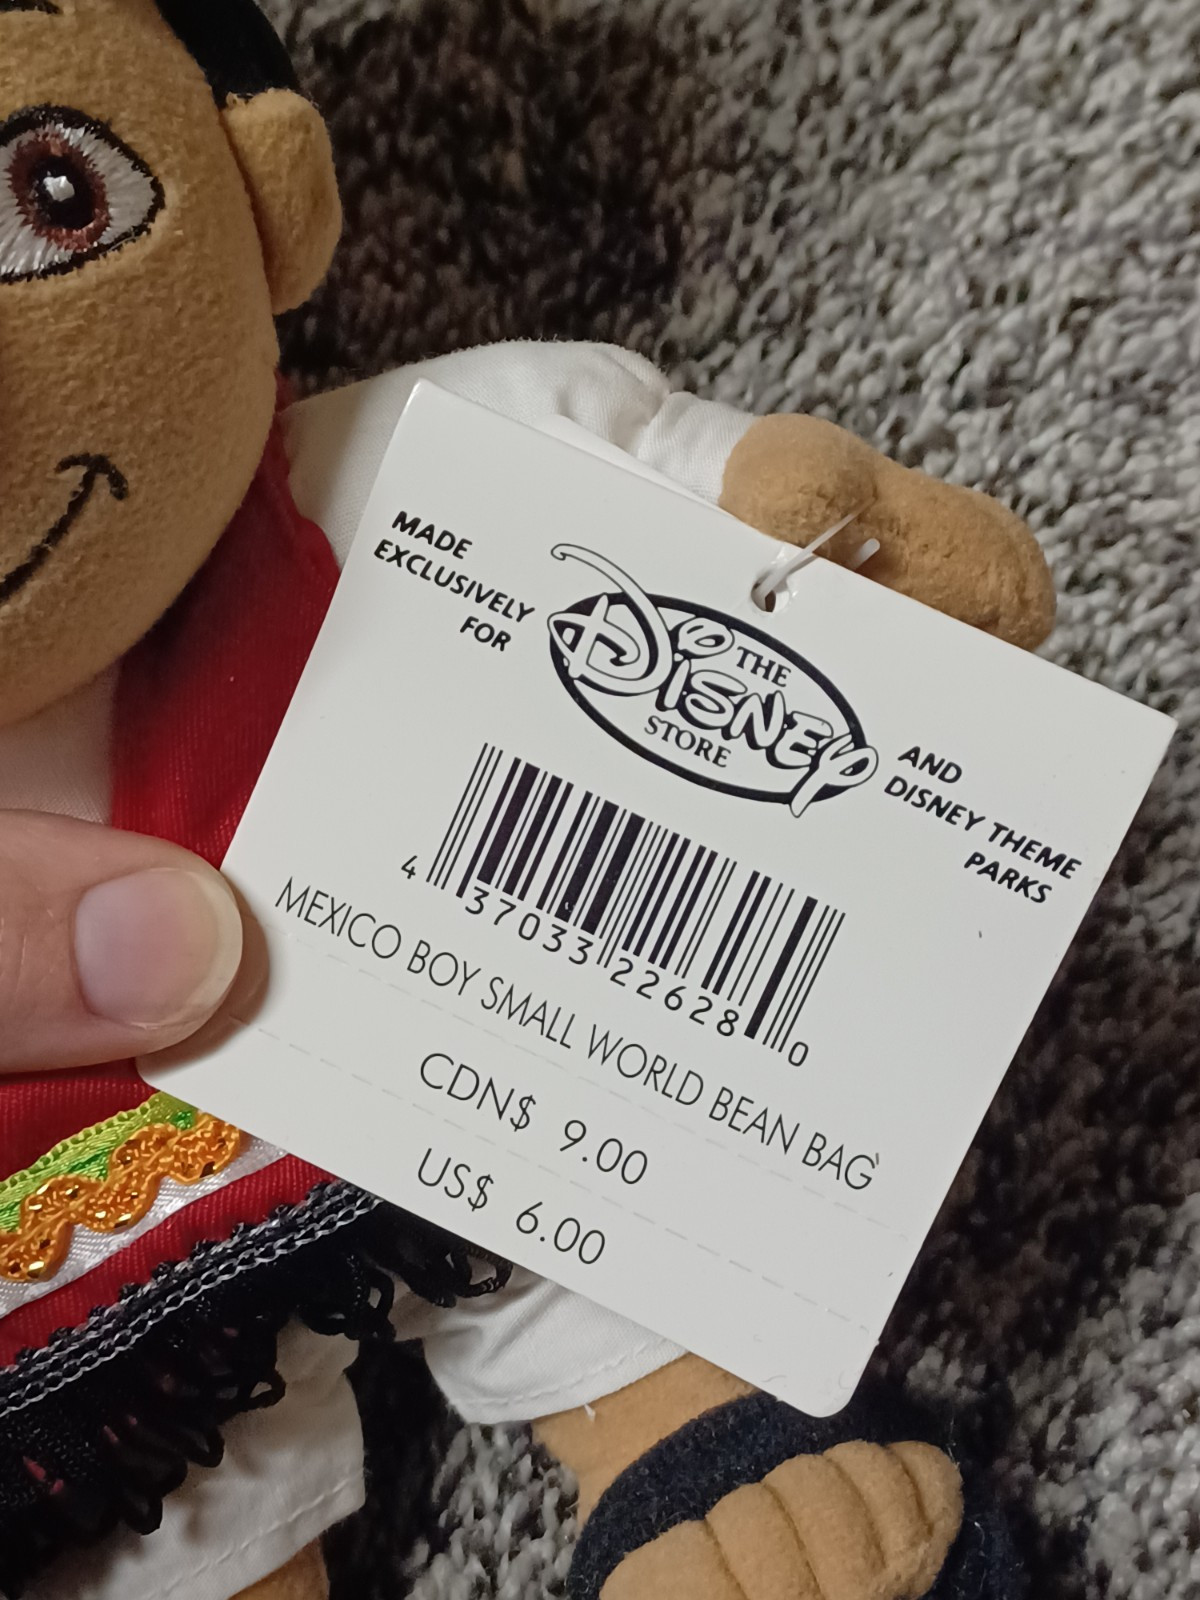 MADE
EXCLUSIVELY
FOR
THE
DISNEY
STORE
AND
DISNEY THEME
PARKS
4 37033 22628 0
MEXICO BOY SMALL WORLD BEAN BAG
CDN$ 9.00
US$ 6.00